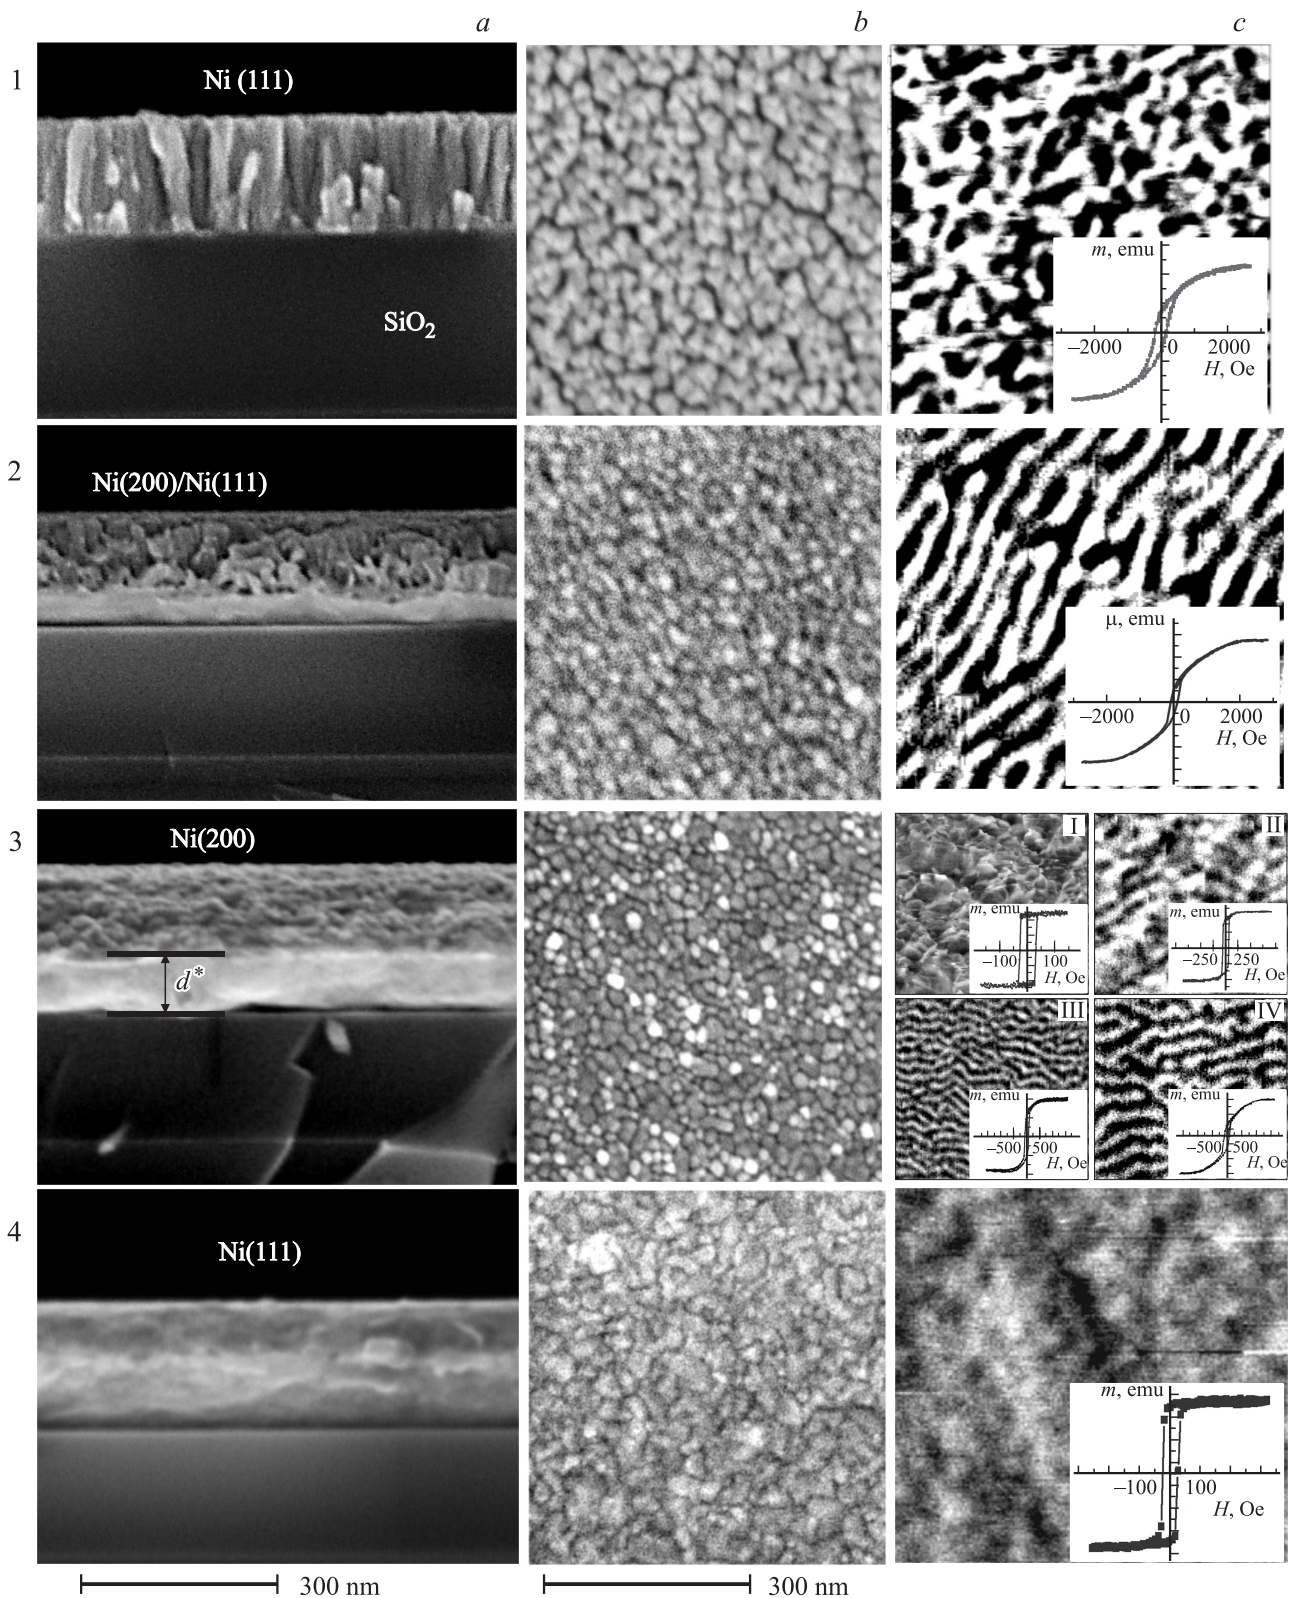 a b c
1
Ni (111)
SiO2
m, emu
–2000 0 2000
H, Oe
2
Ni(200)/Ni(111)
μ, emu
–2000 0 2000
H, Oe
3
Ni(200)
d*
I
m, emu
–100 100
H, Oe
II
m, emu
–250 250
H, Oe
III
m, emu
–500 500
H, Oe
IV
m, emu
–500 500
H, Oe
4
Ni(111)
m, emu
–100 100
H, Oe
300 nm 300 nm